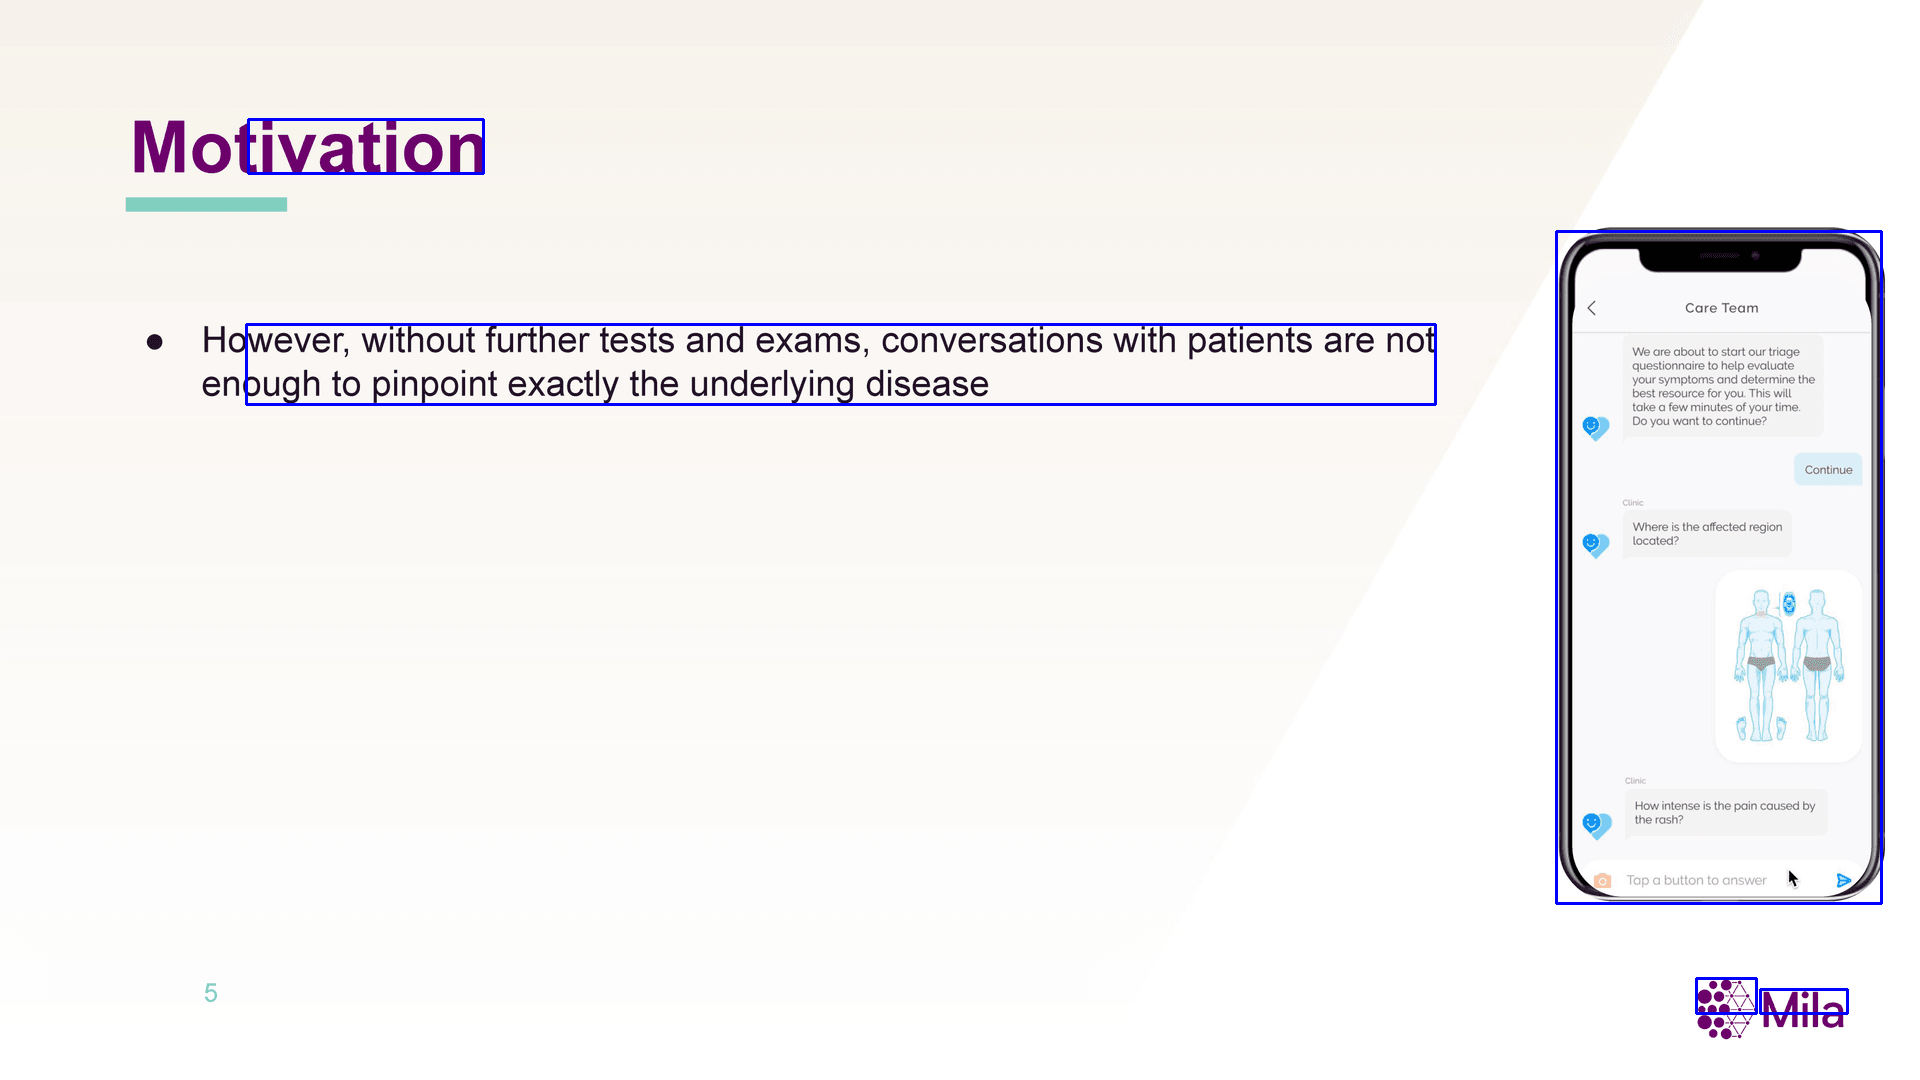 Motivation
● However, without further tests and exams, conversations with patients are not
enough to pinpoint exactly the underlying disease
Care Team
We are about to start our triage
questionnaire to help evaluate
your symptoms and determine the
best resource for you. This will
take a few minutes of your time.
Do you want to continue?
Continue
Clinic
Where is the affected region
located?
Clinic
How intense is the pain caused by
the rash?
Tap a button to answer
5
Mila